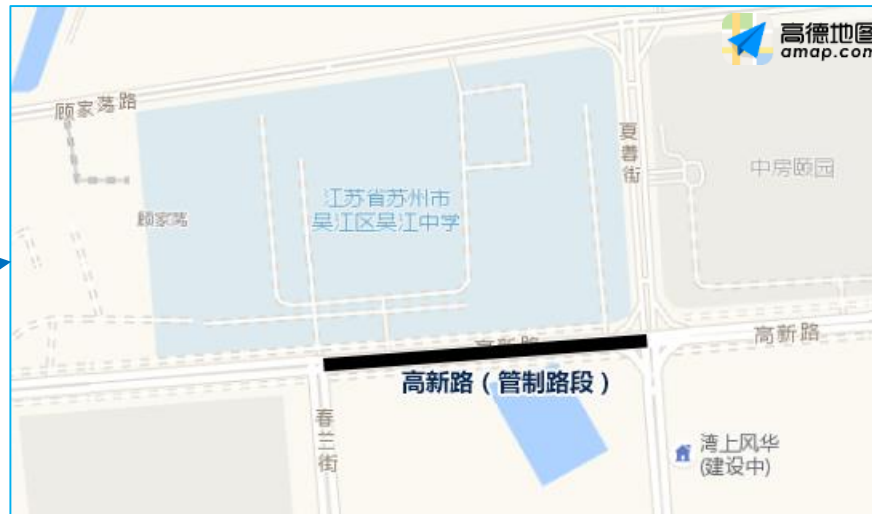 高德地图
amap.com
顾家荡路
夏蓉街
中房颐园
江苏省苏州市
吴江区吴江中学
顾家荡
高新路
高新路
高新路（管制路段）
春兰街
湾上风华
(建设中)